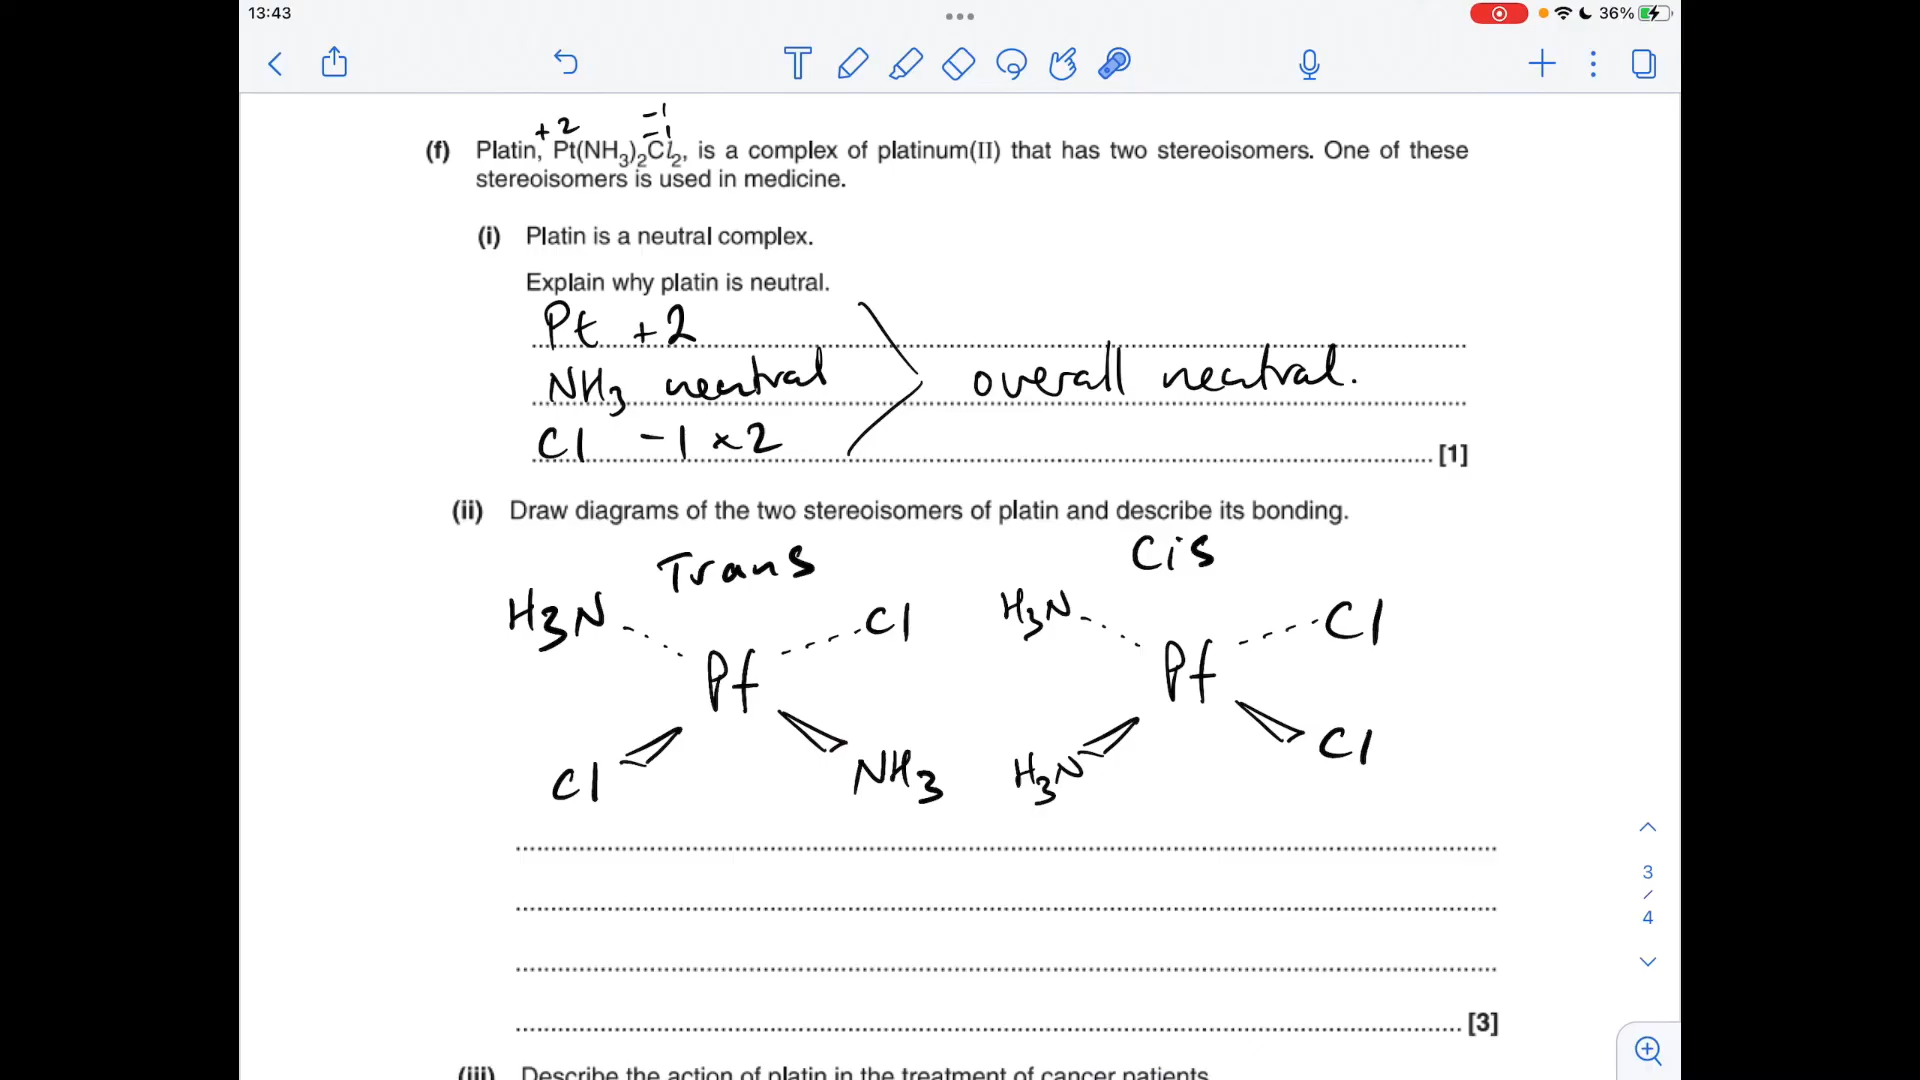 13:43
36%
+2
-1
-1
(f) Platin, Pt(NH₃)₂Cl₂, is a complex of platinum(II) that has two stereoisomers. One of these
stereoisomers is used in medicine.
(i) Platin is a neutral complex.
Explain why platin is neutral.
Pt +2
NH₃ neutral
overall neutral.
Cl -1 × 2
[1]
(ii) Draw diagrams of the two stereoisomers of platin and describe its bonding.
Trans
Cis
H₃N Cl H₃N Cl
Pt Pt
Cl NH₃ H₃N Cl
3
/
4
[3]
(iii) Describe the action of platin in the treatment of cancer patients